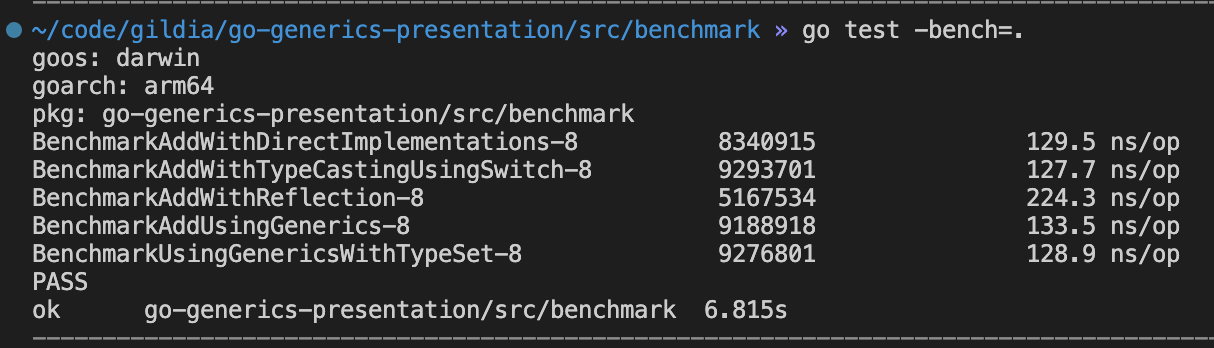 ~/code/gildia/go-generics-presentation/src/benchmark » go test -bench=.
goos: darwin
goarch: arm64
pkg: go-generics-presentation/src/benchmark
BenchmarkAddWithDirectImplementations-8 8340915 129.5 ns/op
BenchmarkAddWithTypeCastingUsingSwitch-8 9293701 127.7 ns/op
BenchmarkAddWithReflection-8 5167534 224.3 ns/op
BenchmarkAddUsingGenerics-8 9188918 133.5 ns/op
BenchmarkUsingGenericsWithTypeSet-8 9276801 128.9 ns/op
PASS
ok go-generics-presentation/src/benchmark 6.815s